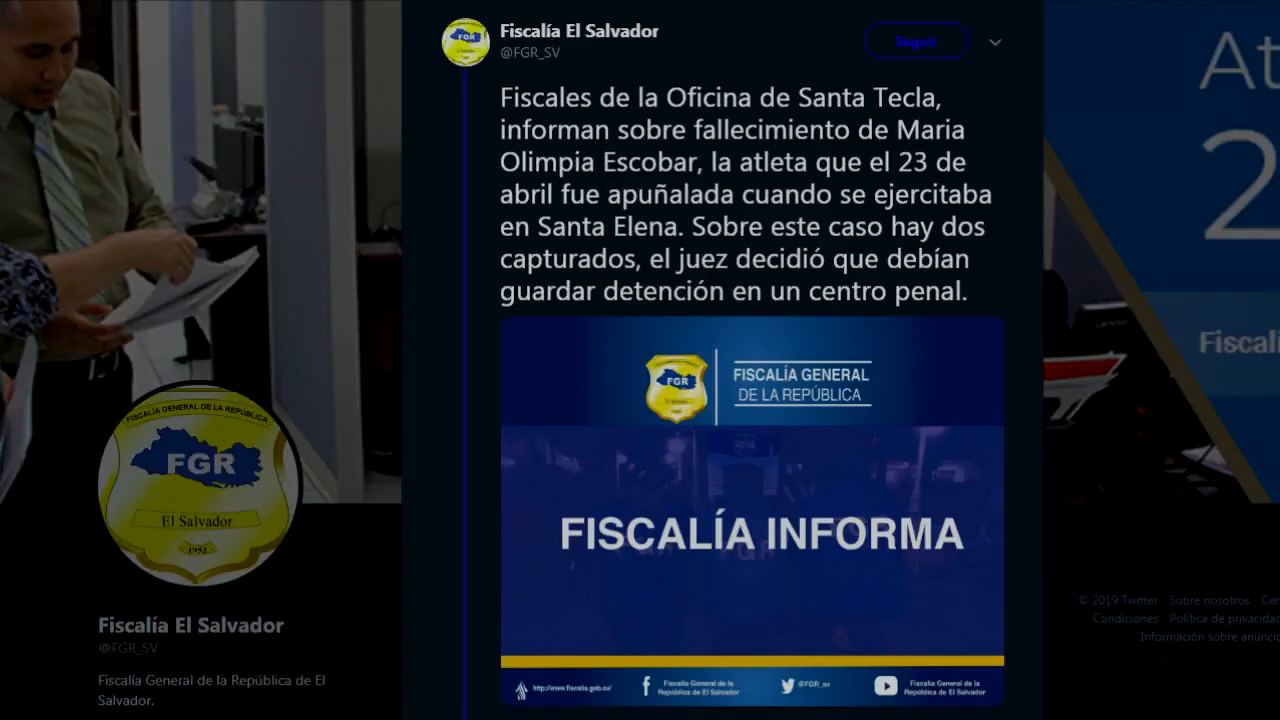 Fiscalía El Salvador
@FGR_SV
Seguir
Fiscales de la Oficina de Santa Tecla,
informan sobre fallecimiento de Maria
Olimpia Escobar, la atleta que el 23 de
abril fue apuñalada cuando se ejercitaba
en Santa Elena. Sobre este caso hay dos
capturados, el juez decidió que debían
guardar detención en un centro penal.
FGR
FISCALÍA GENERAL
DE LA REPÚBLICA
FISCALÍA INFORMA
http://www.fiscalia.gob.sv/
Fiscalía General de la
República de El Salvador
@FGR_sv
Fiscalía General de la
República de El Salvador
FISCALÍA GENERAL DE LA REPÚBLICA
FGR
El Salvador
1952
Fiscalía El Salvador
@FGR_SV
Fiscalía General de la República de El
Salvador.
At
2
Fiscalí
© 2019 Twitter Sobre nosotros Cen
Condiciones Política de privacidad
Información sobre anuncio